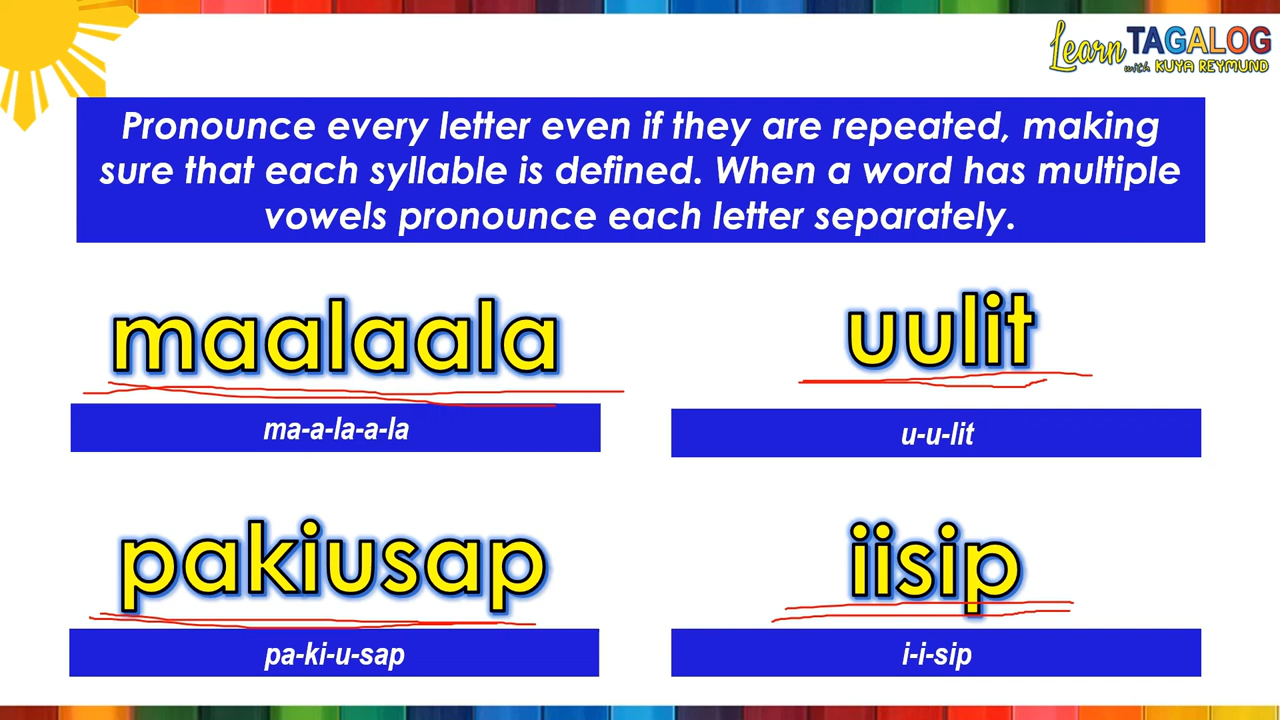 Learn TAGALOG
with KUYA REYMUND
Pronounce every letter even if they are repeated, making
sure that each syllable is defined. When a word has multiple
vowels pronounce each letter separately.
maalaala
ma-a-la-a-la
uulit
u-u-lit
pakiusap
pa-ki-u-sap
iisip
i-i-sip